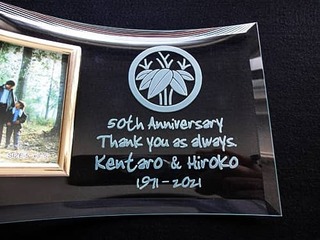 50th Anniversary
Thank you as always.
Kentaro & Hiroko
1971 - 2021